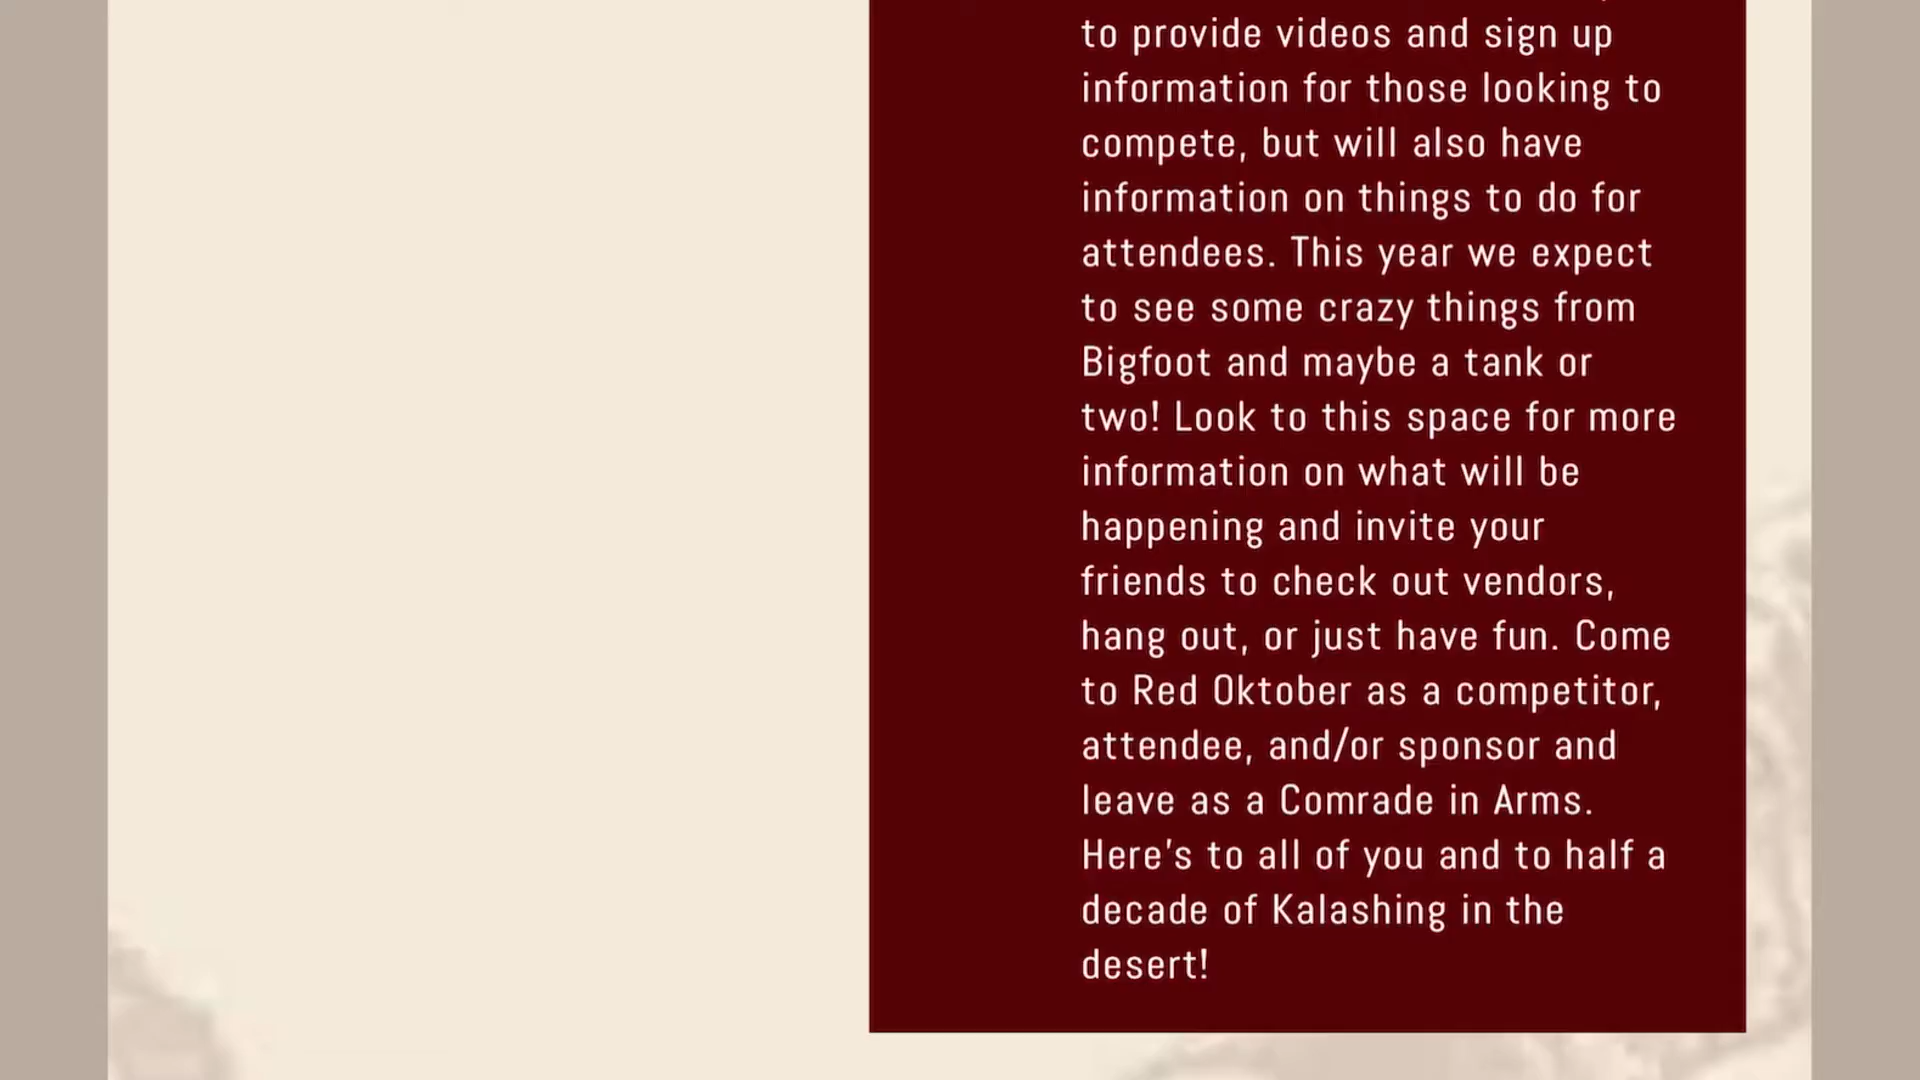 to provide videos and sign up
information for those looking to
compete, but will also have
information on things to do for
attendees. This year we expect
to see some crazy things from
Bigfoot and maybe a tank or
two! Look to this space for more
information on what will be
happening and invite your
friends to check out vendors,
hang out, or just have fun. Come
to Red Oktober as a competitor,
attendee, and/or sponsor and
leave as a Comrade in Arms.
Here's to all of you and to half a
decade of Kalashing in the
desert!